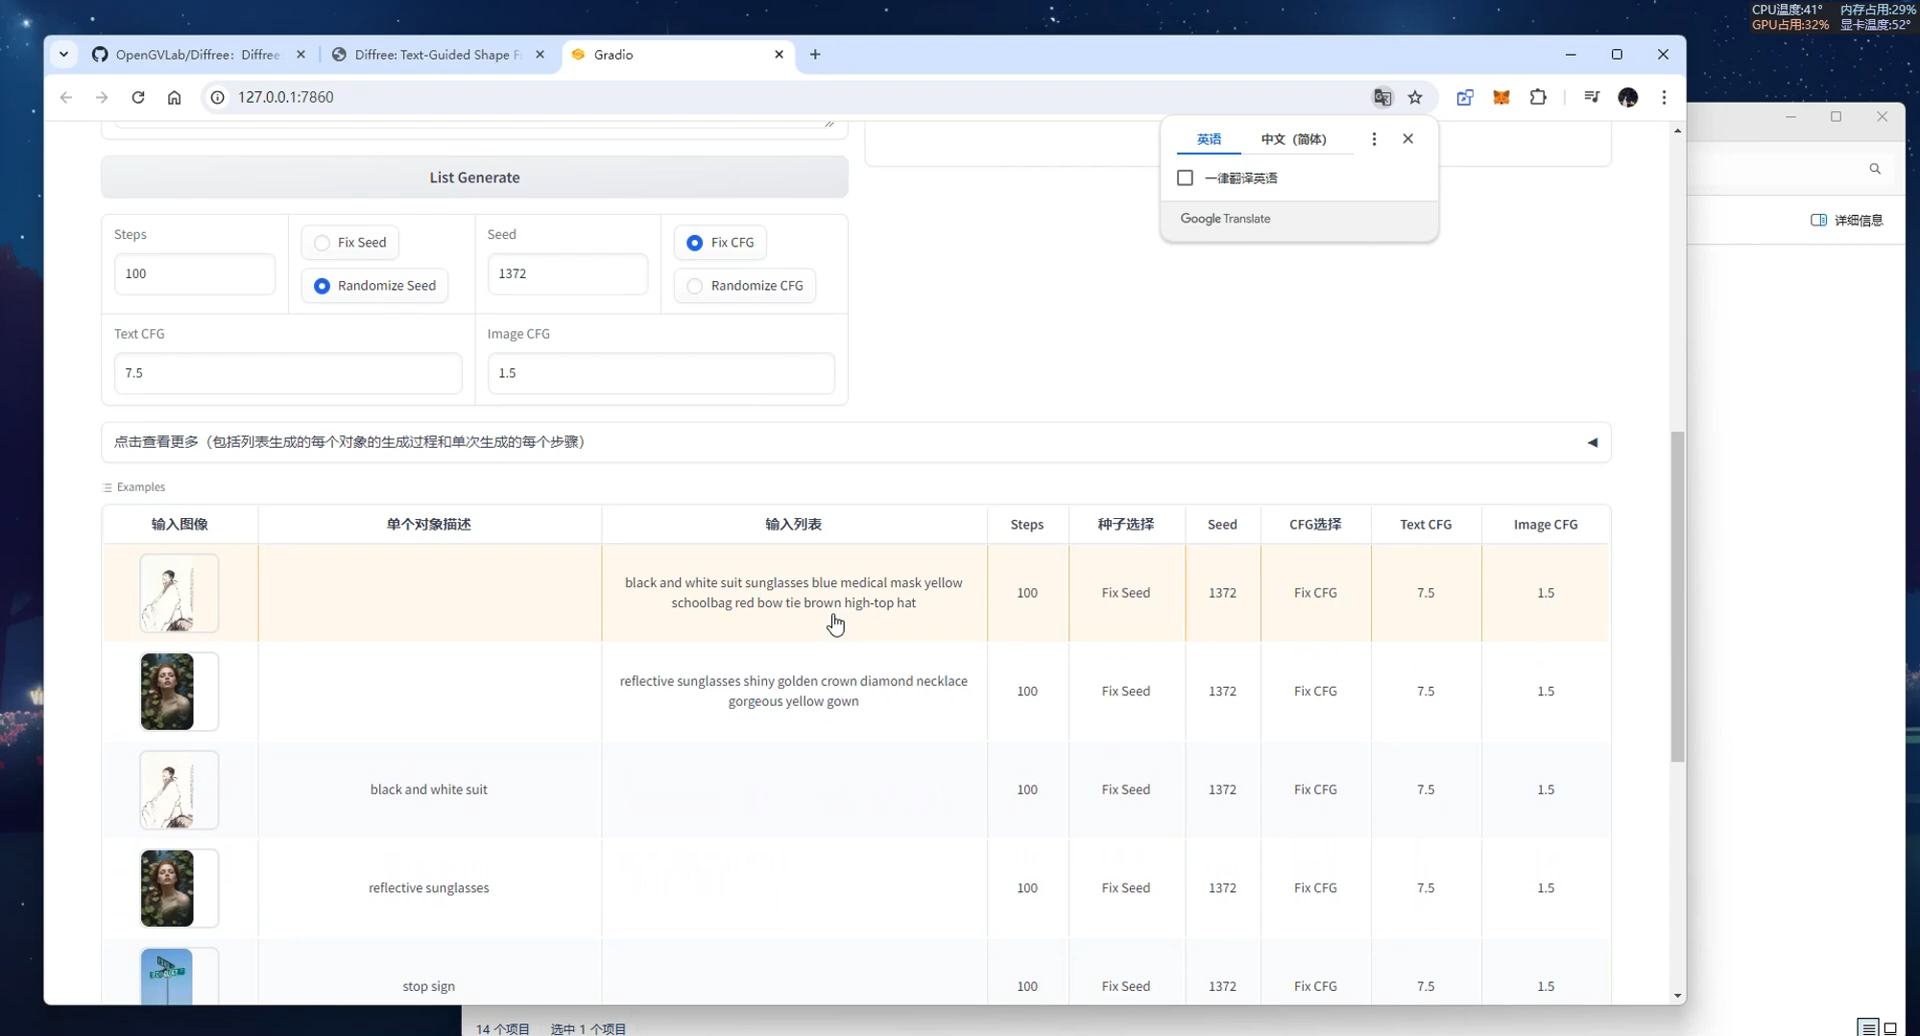 CPU温度:41° 内存占用:29%
GPU占用:32% 显卡温度:52°
OpenGVLab/Diffree: Diffree
Diffree: Text-Guided Shape F
Gradio
127.0.0.1:7860
英语 中文（简体）
一律翻译英语
Google Translate
详细信息
List Generate
Steps
100
Fix Seed
Randomize Seed
Seed
1372
Fix CFG
Randomize CFG
Text CFG
7.5
Image CFG
1.5
点击查看更多（包括列表生成的每个对象的生成过程和单次生成的每个步骤）
Examples
输入图像 单个对象描述 输入列表 Steps 种子选择 Seed CFG选择 Text CFG Image CFG
black and white suit sunglasses blue medical mask yellow
schoolbag red bow tie brown high-top hat
100 Fix Seed 1372 Fix CFG 7.5 1.5
reflective sunglasses shiny golden crown diamond necklace
gorgeous yellow gown
100 Fix Seed 1372 Fix CFG 7.5 1.5
black and white suit 100 Fix Seed 1372 Fix CFG 7.5 1.5
reflective sunglasses 100 Fix Seed 1372 Fix CFG 7.5 1.5
stop sign 100 Fix Seed 1372 Fix CFG 7.5 1.5
14 个项目 选中 1 个项目